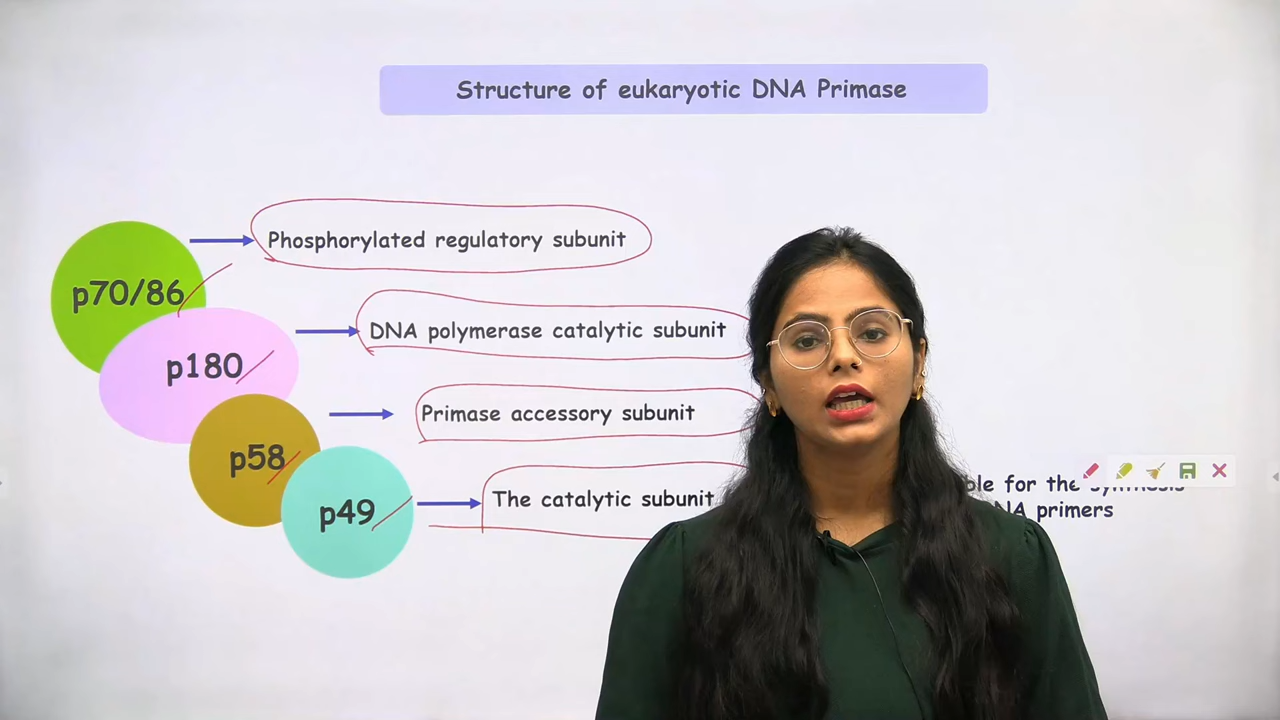 Structure of eukaryotic DNA Primase
Phosphorylated regulatory subunit
p70/86
DNA polymerase catalytic subunit
p180
Primase accessory subunit
p58
The catalytic subunit for the synthesis
p49 primers